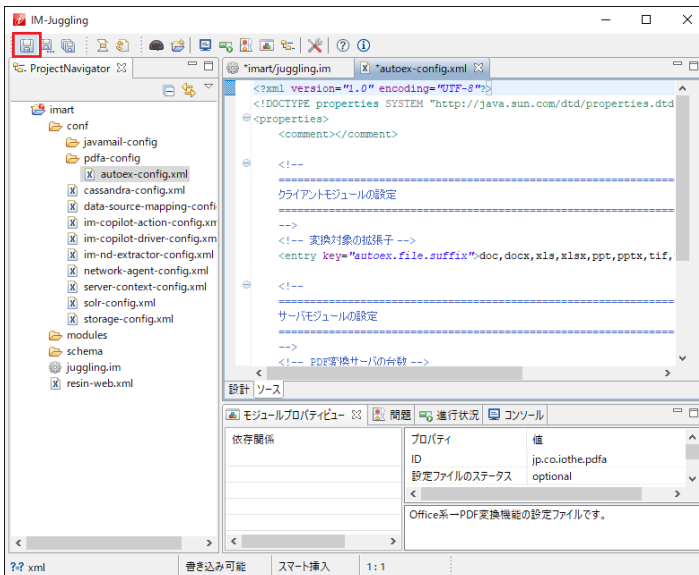 IM-Juggling
ProjectNavigator
imart
conf
javamail-config
pdfa-config
autoex-config.xml
cassandra-config.xml
data-source-mapping-confi
im-copilot-action-config.xm
im-copilot-driver-config.xm
im-nd-extractor-config.xml
network-agent-config.xml
server-context-config.xml
solr-config.xml
storage-config.xml
modules
schema
juggling.im
resin-web.xml
*imart/juggling.im
*autoex-config.xml
<?xml version="1.0" encoding="UTF-8"?>
<!DOCTYPE properties SYSTEM "http://java.sun.com/dtd/properties.dtd
<properties>
<comment></comment>
<!--
クライアントモジュールの設定
-->
<!-- 変換対象の拡張子 -->
<entry key="autoex.file.suffix">doc,docx,xls,xlsx,ppt,pptx,tif,
<!--
サーバモジュールの設定
-->
<!-- PDF変換サーバの台数 -->
設計 ソース
モジュールプロパティビュー 問題 進行状況 コンソール
依存関係
プロパティ 値
ID jp.co.iothe.pdfa
設定ファイルのステータス optional
Office系→PDF変換機能の設定ファイルです。
xml 書き込み可能 スマート挿入 1:1